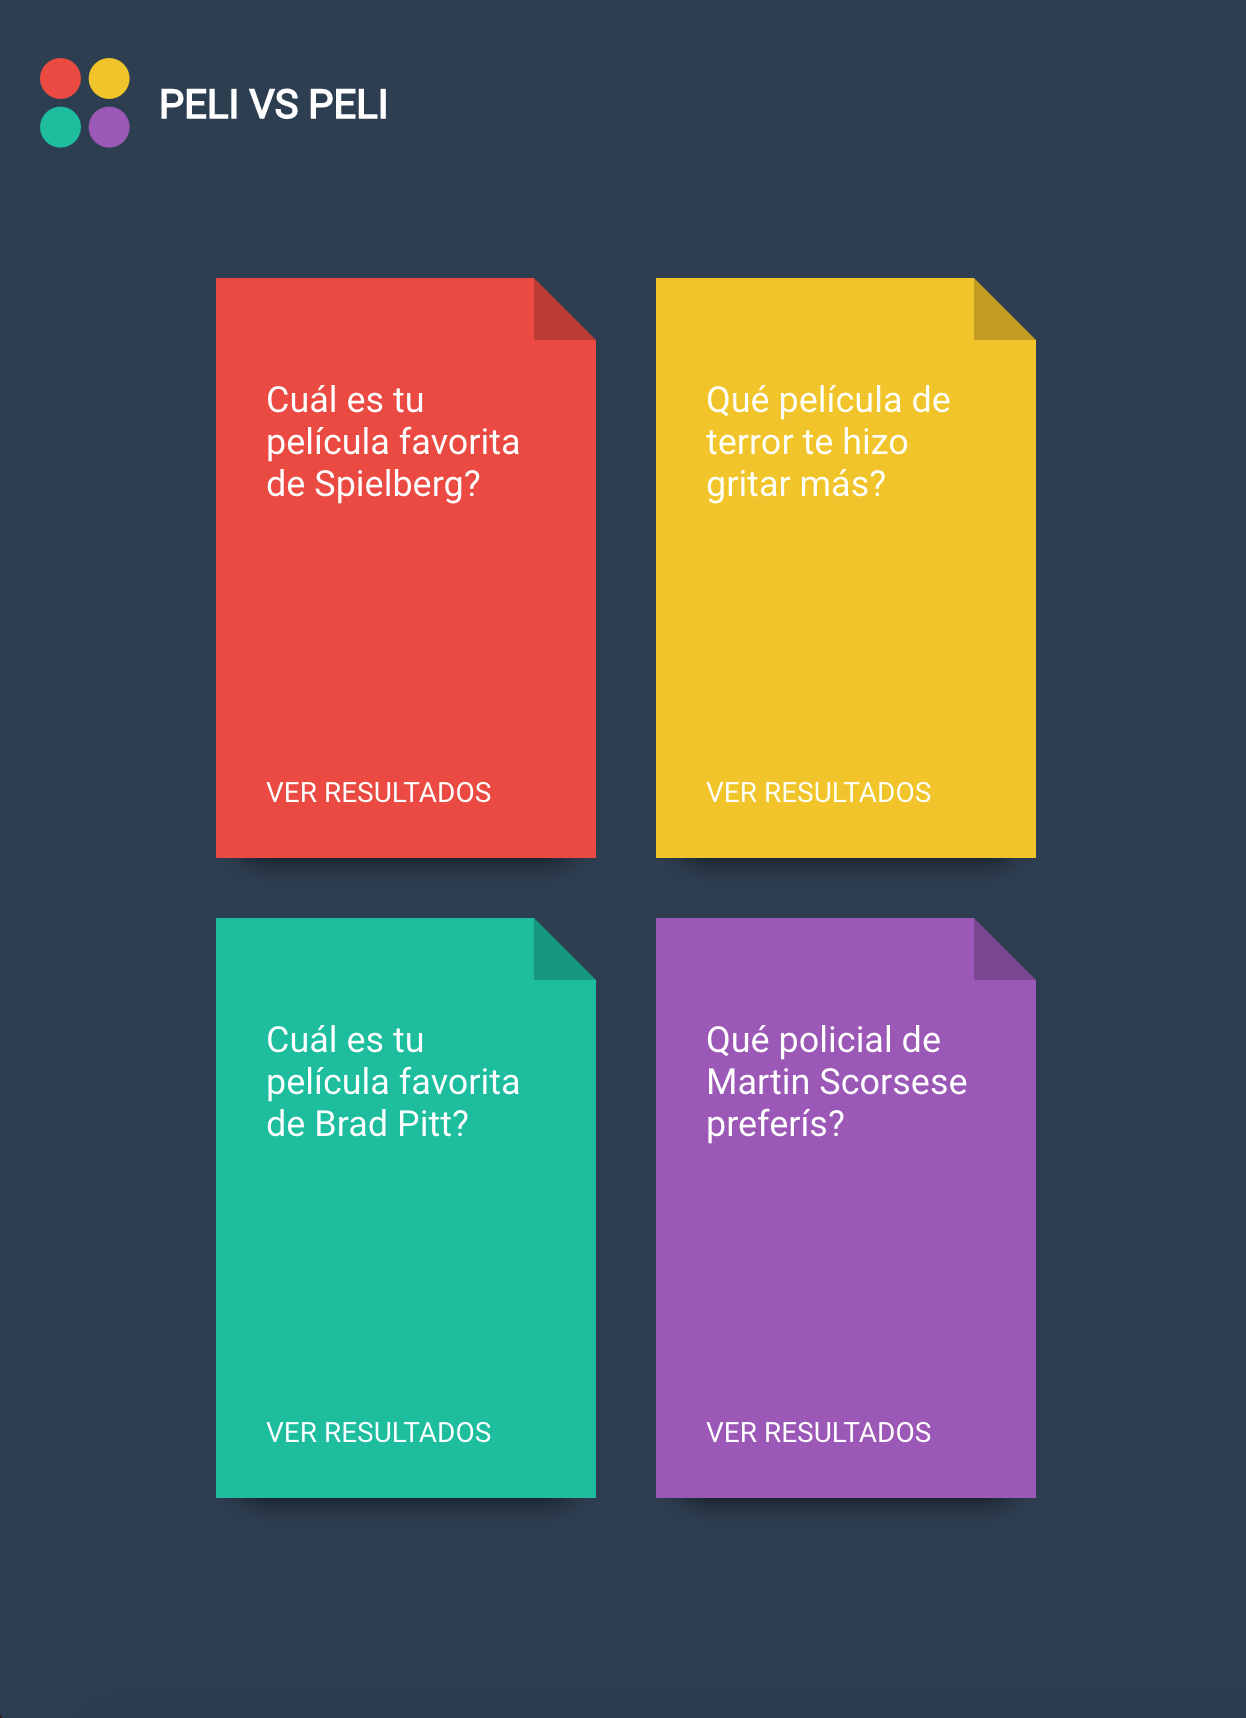 PELI VS PELI
Cuál es tu
película favorita
de Spielberg?
VER RESULTADOS
Qué película de
terror te hizo
gritar más?
VER RESULTADOS
Cuál es tu
película favorita
de Brad Pitt?
VER RESULTADOS
Qué policial de
Martin Scorsese
preferís?
VER RESULTADOS